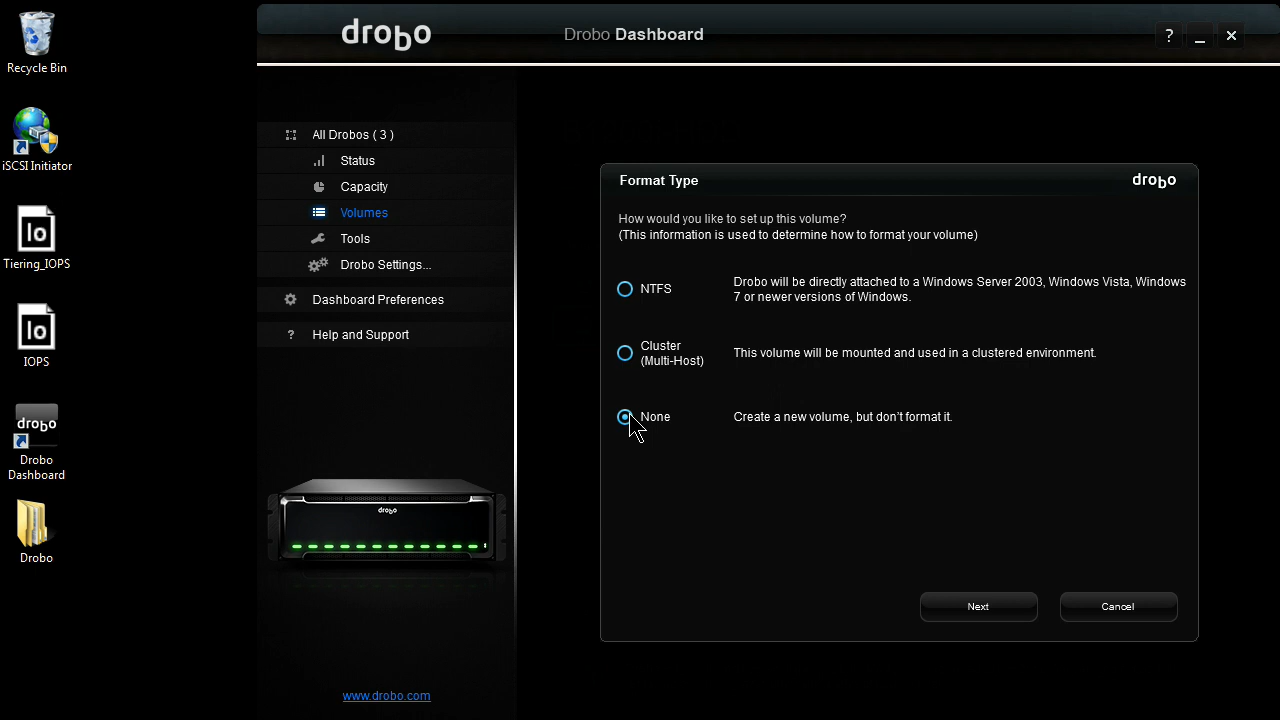 Recycle Bin
iSCSI Initiator
Tiering_IOPS
IOPS
drobo
Drobo
Dashboard
Drobo
drobo
Drobo Dashboard
?
All Drobos ( 3 )
Status
Capacity
Volumes
Tools
Drobo Settings...
Dashboard Preferences
? Help and Support
drobo
www.drobo.com
Format Type
drobo
How would you like to set up this volume?
(This information is used to determine how to format your volume)
NTFS
Drobo will be directly attached to a Windows Server 2003, Windows Vista, Windows
7 or newer versions of Windows.
Cluster
(Multi-Host)
This volume will be mounted and used in a clustered environment.
None
Create a new volume, but don't format it.
Next
Cancel